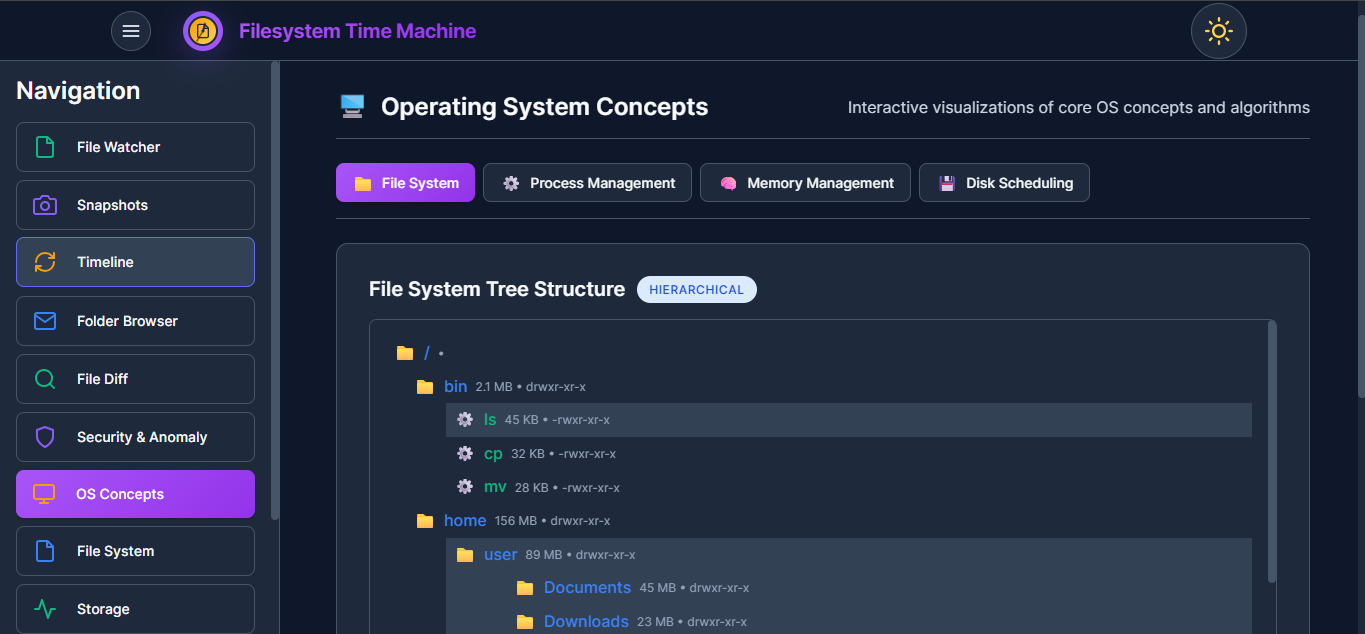 Filesystem Time Machine
Navigation
File Watcher
Snapshots
Timeline
Folder Browser
File Diff
Security & Anomaly
OS Concepts
File System
Storage
Operating System Concepts
Interactive visualizations of core OS concepts and algorithms
File System
Process Management
Memory Management
Disk Scheduling
File System Tree Structure
HIERARCHICAL
/ •
bin 2.1 MB • drwxr-xr-x
ls 45 KB • -rwxr-xr-x
cp 32 KB • -rwxr-xr-x
mv 28 KB • -rwxr-xr-x
home 156 MB • drwxr-xr-x
user 89 MB • drwxr-xr-x
Documents 45 MB • drwxr-xr-x
Downloads 23 MB • drwxr-xr-x